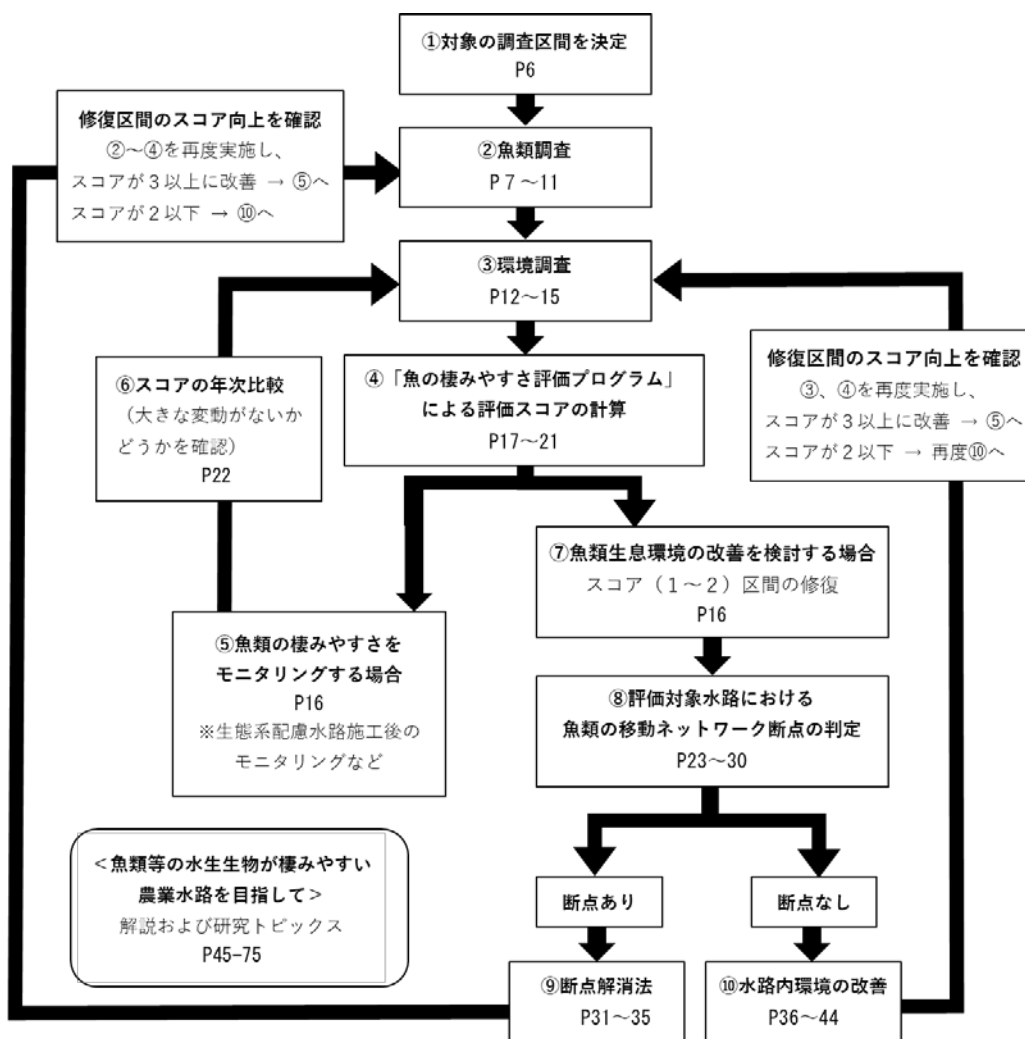 ①対象の調査区間を決定
P6
修復区間のスコア向上を確認
②～④を再度実施し、
スコアが３以上に改善 → ⑤へ
スコアが２以下 → ⑩へ
②魚類調査
P７～11
③環境調査
P12～15
④「魚の棲みやすさ評価プログラム」
による評価スコアの計算
P17～21
⑥スコアの年次比較
（大きな変動がないか
どうかを確認）
P22
修復区間のスコア向上を確認
③、④を再度実施し、
スコアが３以上に改善 → ⑤へ
スコアが２以下 → 再度⑩へ
⑤魚類の棲みやすさを
モニタリングする場合
P16
※生態系配慮水路施工後の
モニタリングなど
⑦魚類生息環境の改善を検討する場合
スコア（１～２）区間の修復
P16
⑧評価対象水路における
魚類の移動ネットワーク断点の判定
P23～30
断点あり
断点なし
⑨断点解消法
P31～35
⑩水路内環境の改善
P36～44
＜魚類等の水生生物が棲みやすい
農業水路を目指して＞
解説および研究トピックス
P45-75